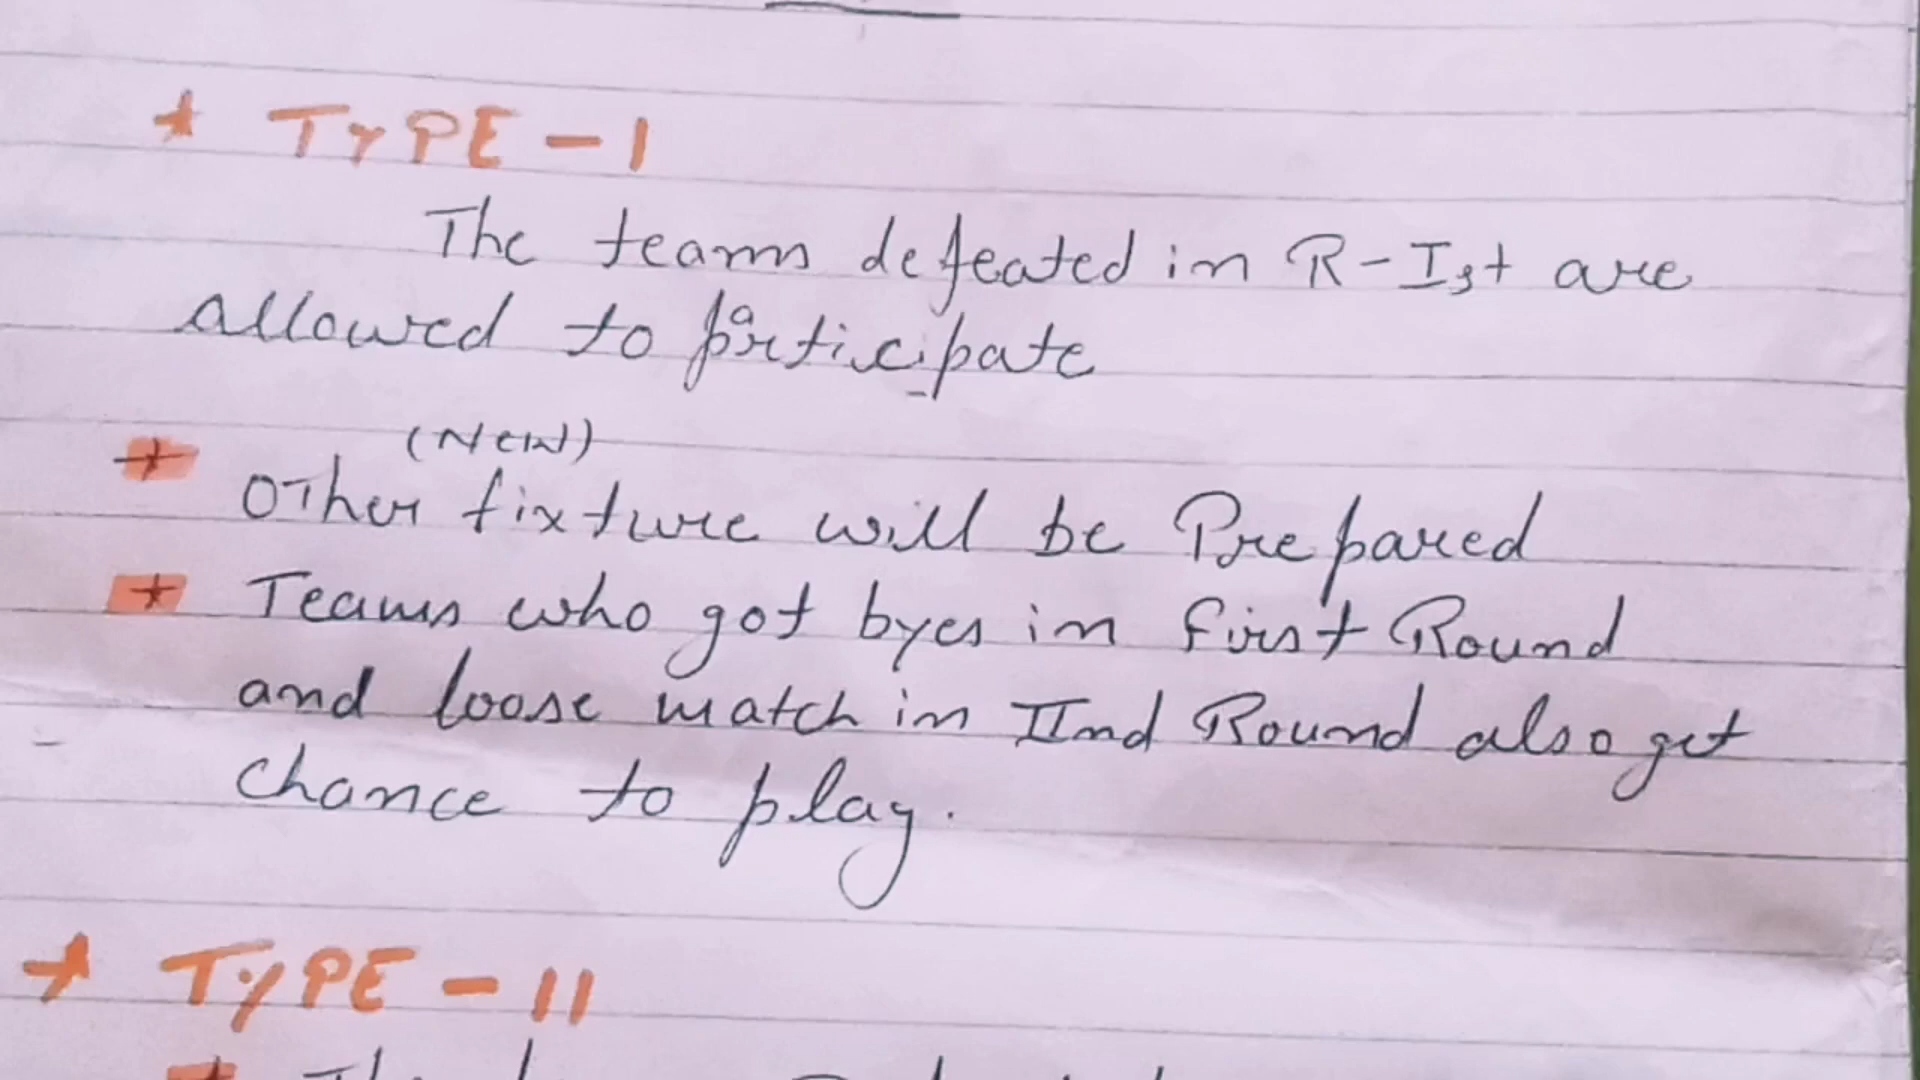 * TYPE - I
The teams defeated in R-Ist are
allowed to participate
(New)
* Other fixture will be Prepared
* Teams who got byes in first Round
and loose match in IInd Round also get
chance to play.
* TYPE - II